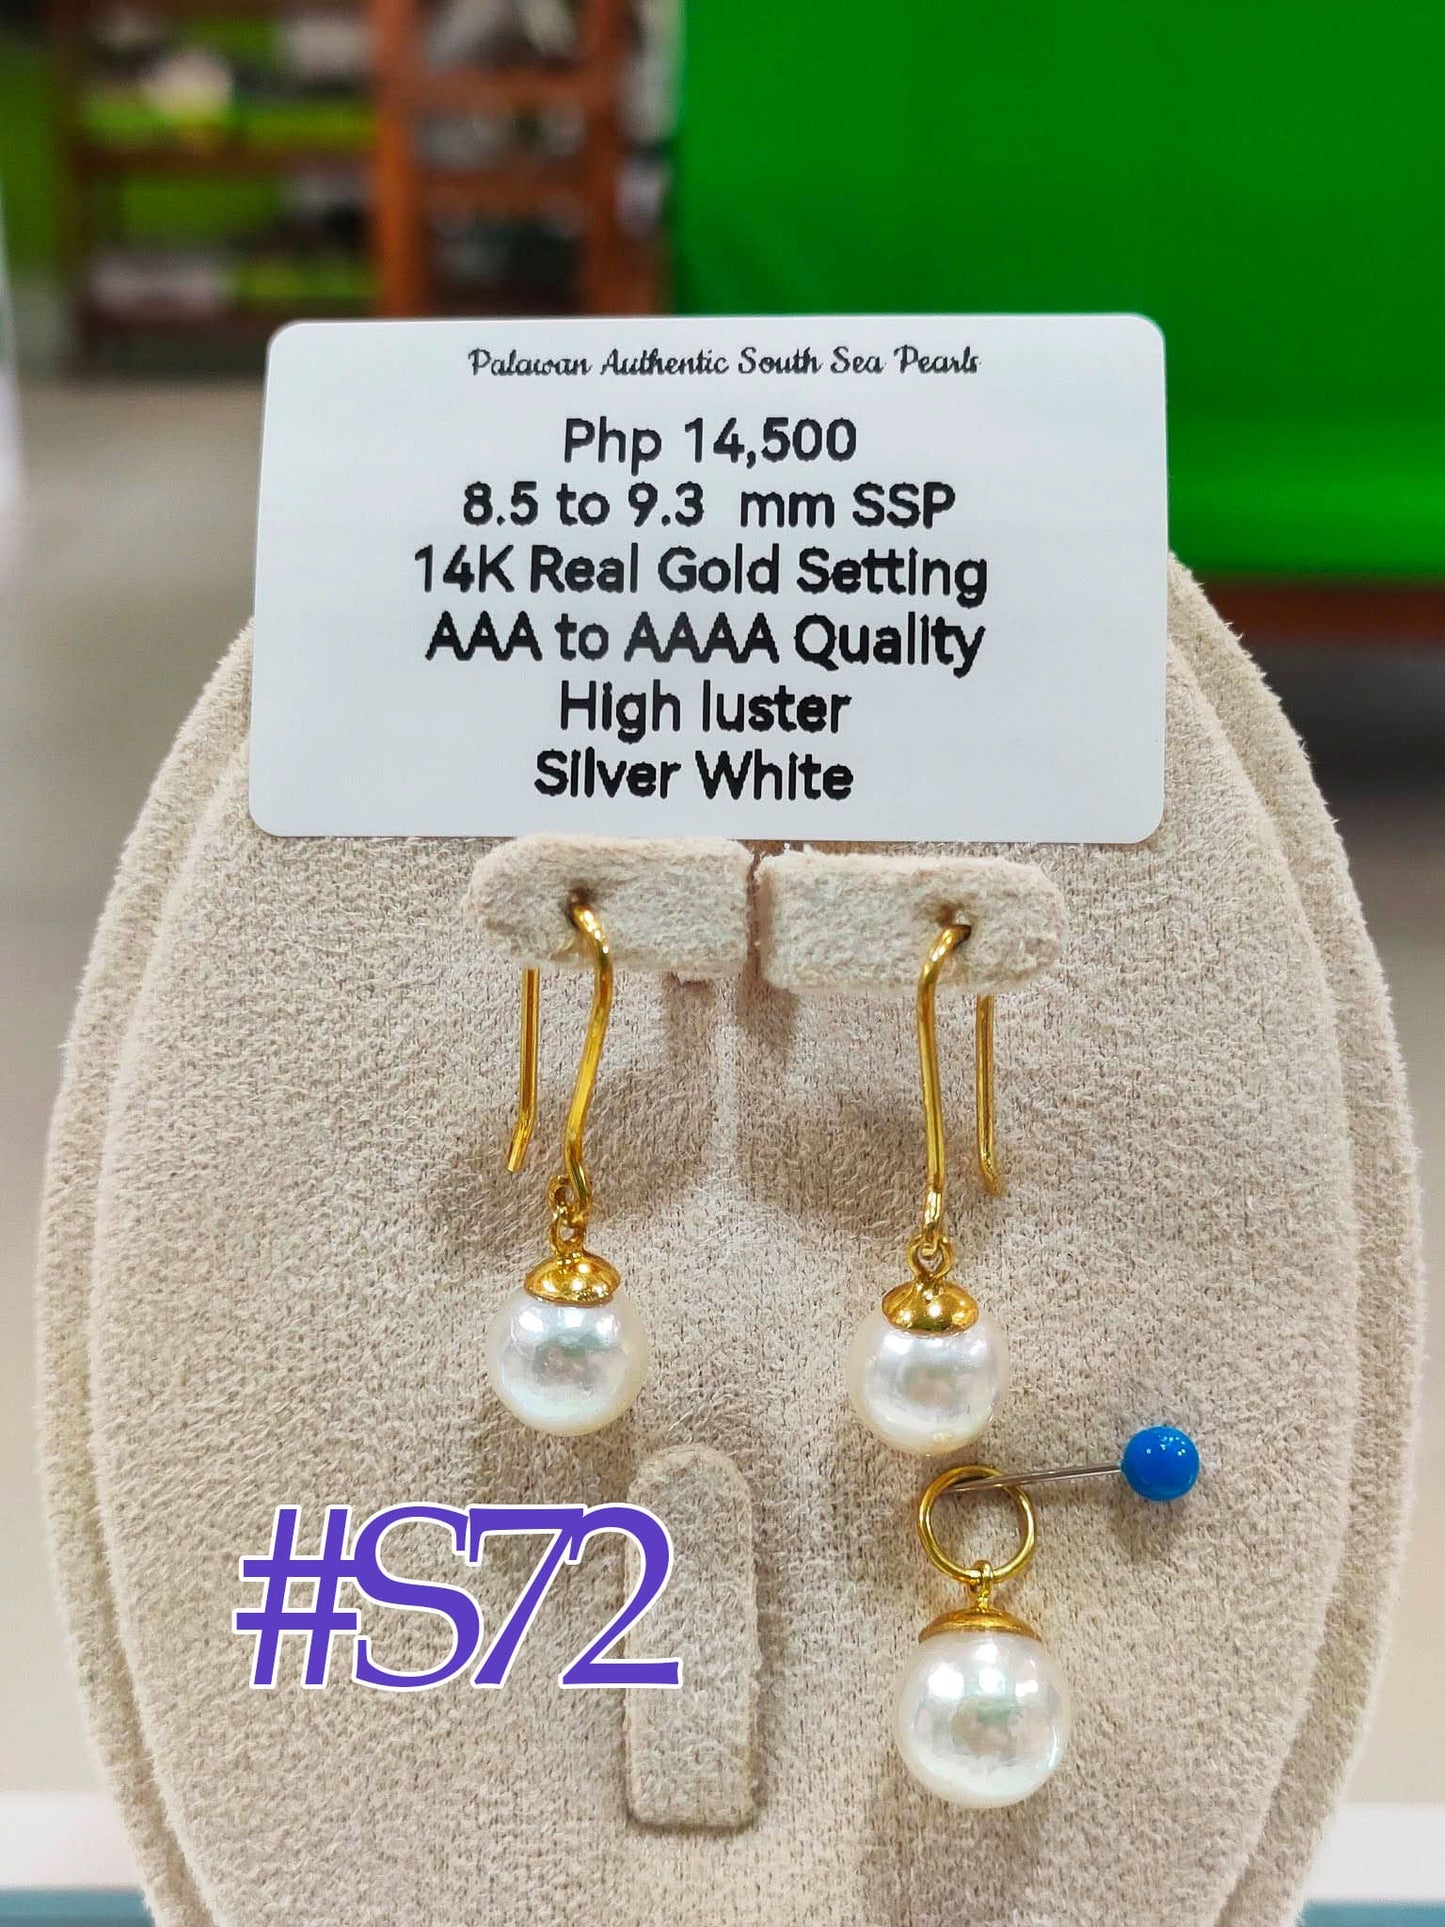 Palawan Authentic South Sea Pearls
Php 14,500
8.5 to 9.3 mm SSP
14K Real Gold Setting
AAA to AAAA Quality
High luster
Silver White
#S72